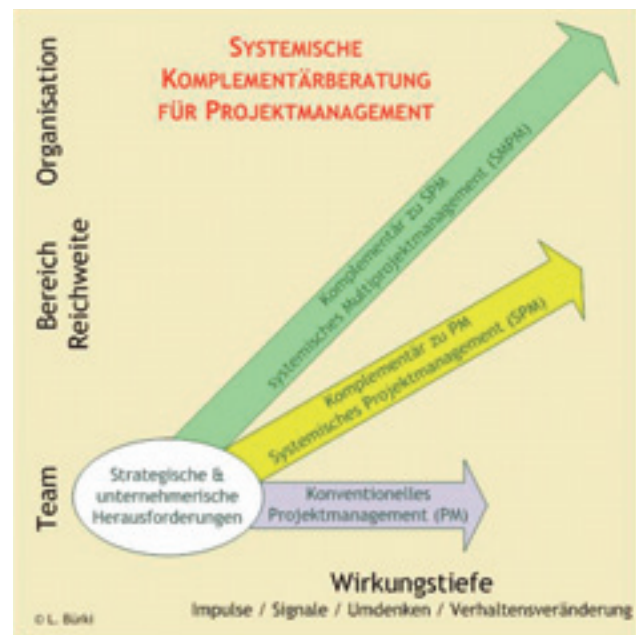 SYSTEMISCHE
KOMPLEMENTÄRBERATUNG
FÜR PROJEKTMANAGEMENT
Organisation
Bereich
Reichweite
Team
Komplementär zu SPM
systemisches Multiprojektmanagement (SMPM)
Komplementär zu PM
Systemisches Projektmanagement (SPM)
Strategische &
unternehmerische
Herausforderungen
Konventionelles
Projektmanagement (PM)
Wirkungstiefe
Impulse / Signale / Umdenken / Verhaltensveränderung
© L. Bürki